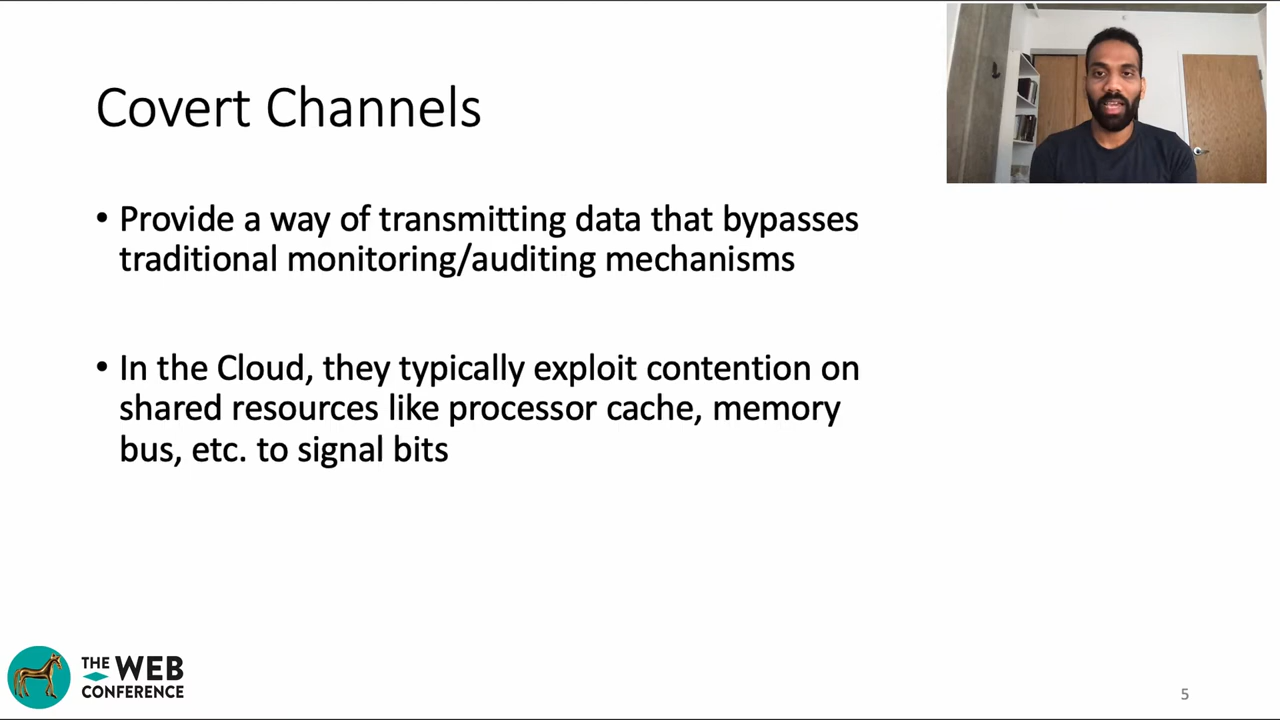 Covert Channels
• Provide a way of transmitting data that bypasses
traditional monitoring/auditing mechanisms
• In the Cloud, they typically exploit contention on
shared resources like processor cache, memory
bus, etc. to signal bits
THE WEB
CONFERENCE
5